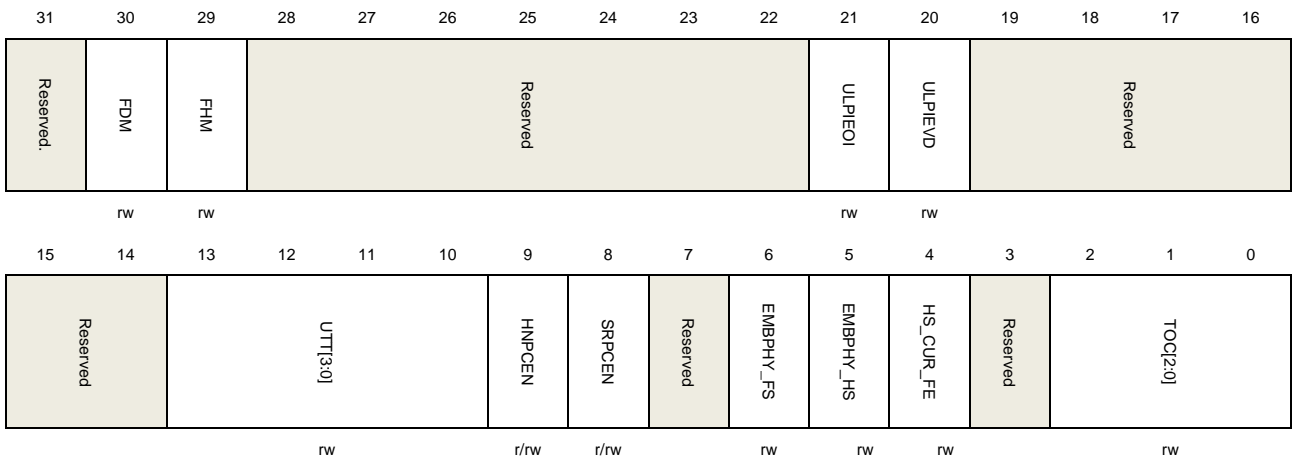 31 30 29 28 27 26 25 24 23 22 21 20 19 18 17 16
Reserved. FDM FHM Reserved ULPIEOI ULPIEVD Reserved
rw rw rw rw
15 14 13 12 11 10 9 8 7 6 5 4 3 2 1 0
Reserved UTT[3:0] HNPCEN SRPCEN Reserved EMBPHY_FS EMBPHY_HS HS_CUR_FE Reserved TOC[2:0]
rw r/rw r/rw rw rw rw rw